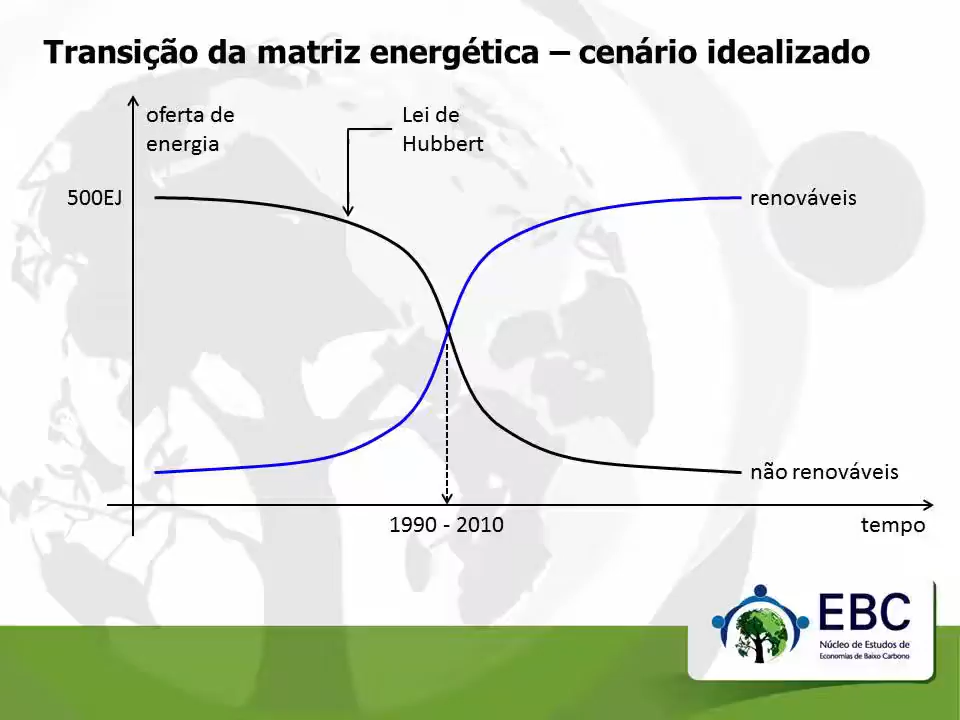 Transição da matriz energética – cenário idealizado
oferta de
energia
Lei de
Hubbert
500EJ
renováveis
não renováveis
1990 - 2010
tempo
EBC
Núcleo de Estudos de
Economias de Baixo Carbono